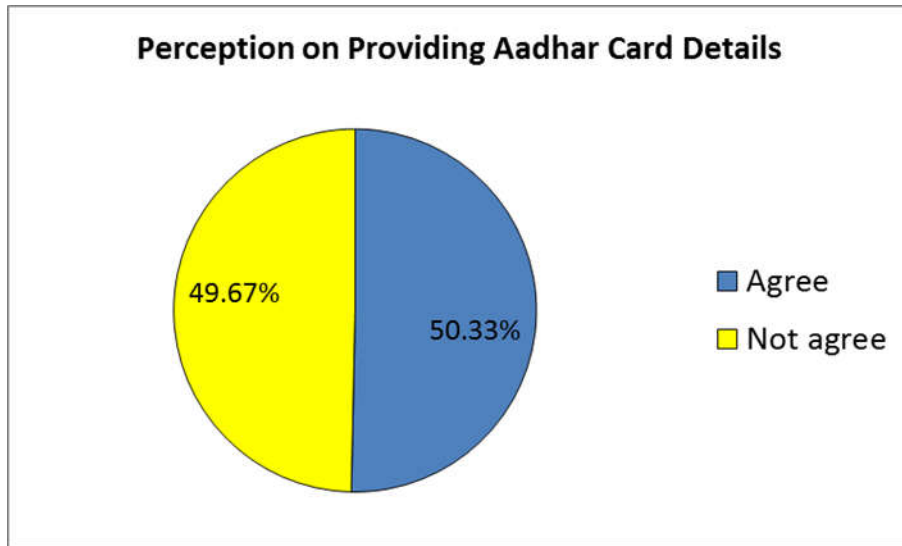 Perception on Providing Aadhar Card Details
49.67%
50.33%
Agree
Not agree